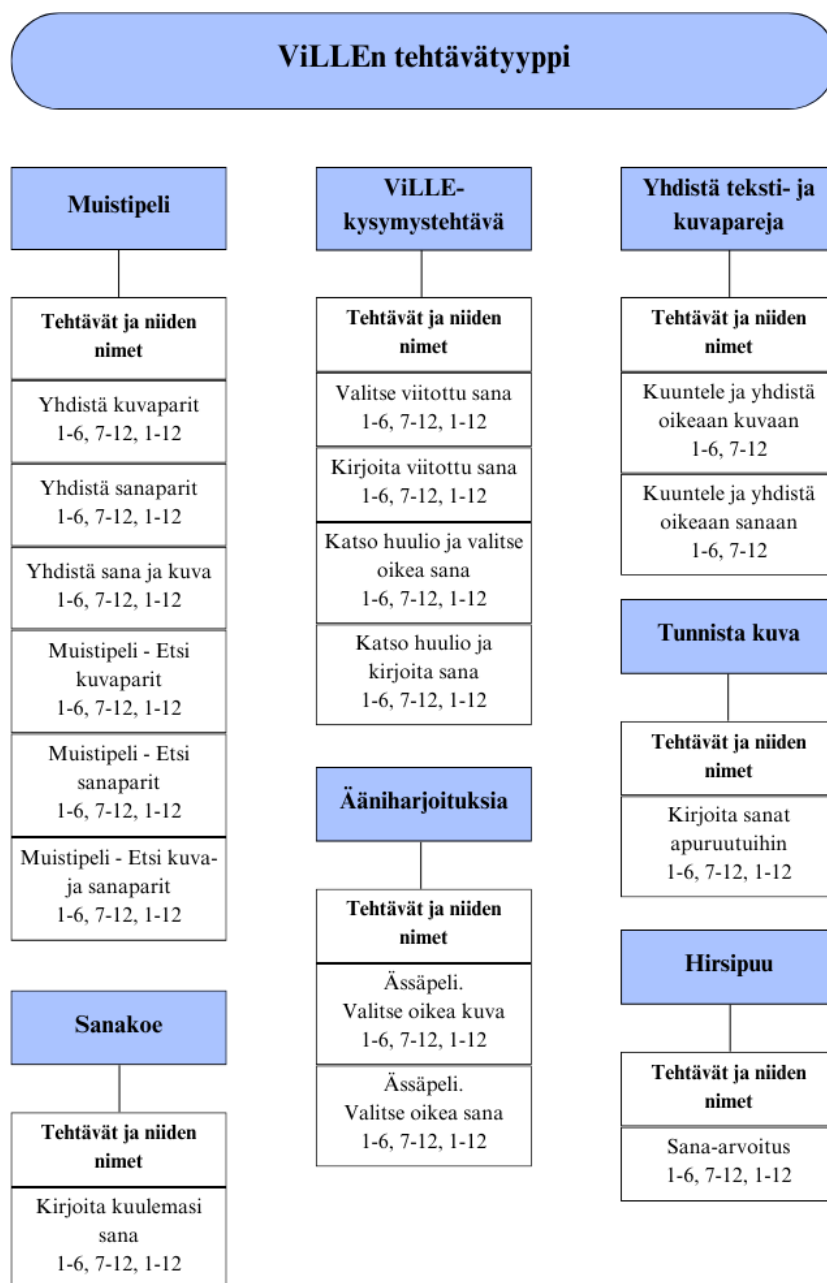 ViLLEn tehtävätyyppi
Muistipeli
Tehtävät ja niiden
nimet
Yhdistä kuvaparit
1-6, 7-12, 1-12
Yhdistä sanaparit
1-6, 7-12, 1-12
Yhdistä sana ja kuva
1-6, 7-12, 1-12
Muistipeli - Etsi
kuvaparit
1-6, 7-12, 1-12
Muistipeli - Etsi
sanaparit
1-6, 7-12, 1-12
Muistipeli - Etsi kuva-
ja sanaparit
1-6, 7-12, 1-12
Sanakoe
Tehtävät ja niiden
nimet
Kirjoita kuulemasi
sana
1-6, 7-12, 1-12
ViLLE-
kysymystehtävä
Tehtävät ja niiden
nimet
Valitse viitottu sana
1-6, 7-12, 1-12
Kirjoita viitottu sana
1-6, 7-12, 1-12
Katso huulio ja valitse
oikea sana
1-6, 7-12, 1-12
Katso huulio ja
kirjoita sana
1-6, 7-12, 1-12
Ääniharjoituksia
Tehtävät ja niiden
nimet
Ässäpeli.
Valitse oikea kuva
1-6, 7-12, 1-12
Ässäpeli.
Valitse oikea sana
1-6, 7-12, 1-12
Yhdistä teksti- ja
kuvapareja
Tehtävät ja niiden
nimet
Kuuntele ja yhdistä
oikeaan kuvaan
1-6, 7-12
Kuuntele ja yhdistä
oikeaan sanaan
1-6, 7-12
Tunnista kuva
Tehtävät ja niiden
nimet
Kirjoita sanat
apuruutuihin
1-6, 7-12, 1-12
Hirsipuu
Tehtävät ja niiden
nimet
Sana-arvoitus
1-6, 7-12, 1-12